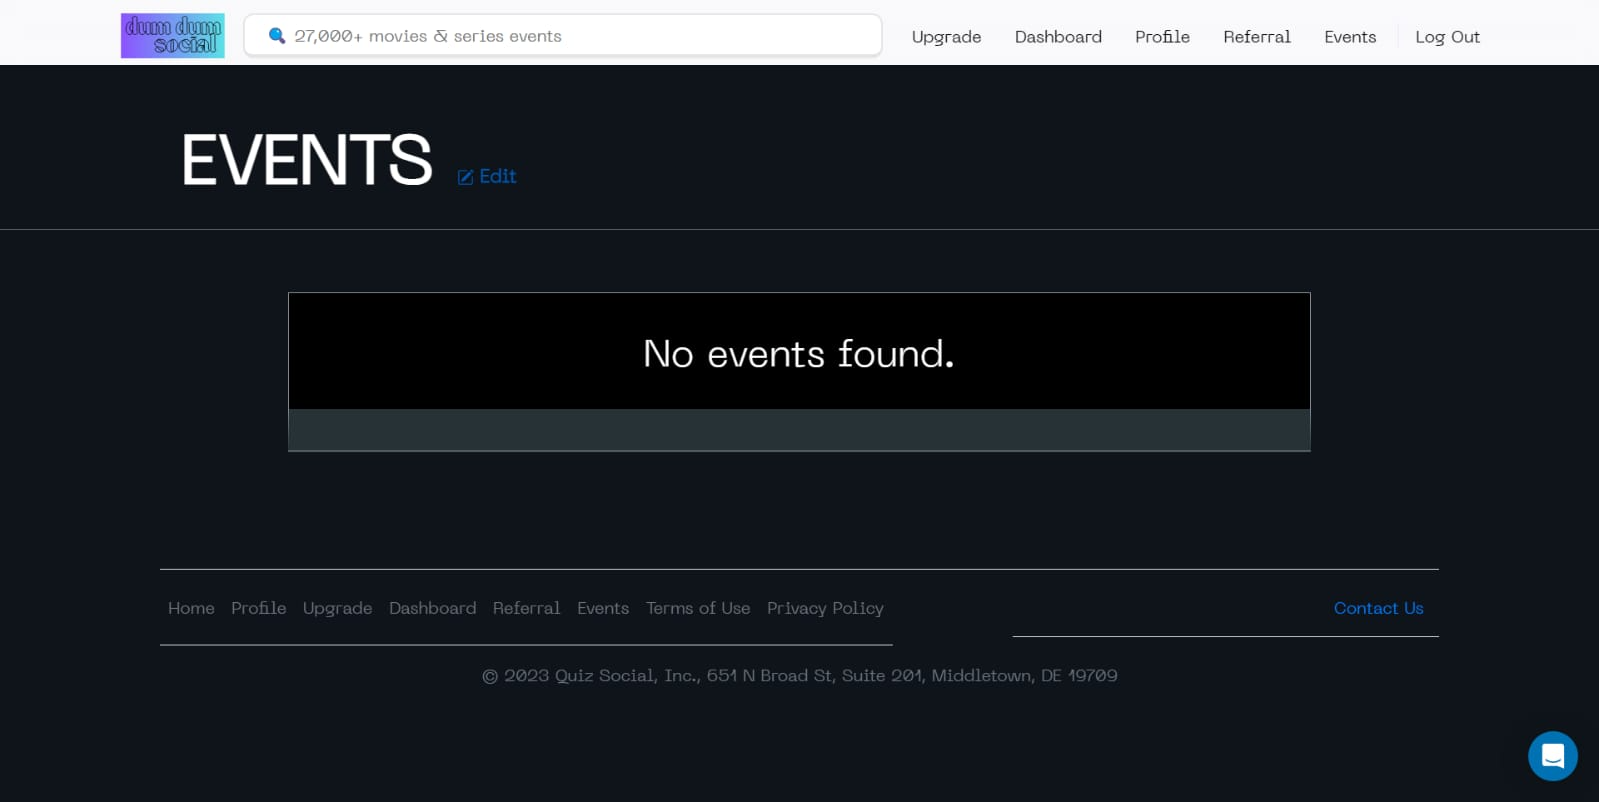 dum dum
social
27,000+ movies & series events
Upgrade Dashboard Profile Referral Events Log Out
EVENTS Edit
No events found.
Home Profile Upgrade Dashboard Referral Events Terms of Use Privacy Policy Contact Us
© 2023 Quiz Social, Inc., 651 N Broad St, Suite 201, Middletown, DE 19709